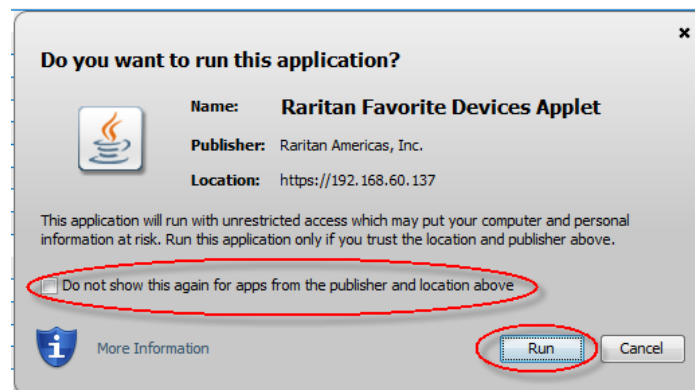 Do you want to run this application?
Name: Raritan Favorite Devices Applet
Publisher: Raritan Americas, Inc.
Location: https://192.168.60.137
This application will run with unrestricted access which may put your computer and personal
information at risk. Run this application only if you trust the location and publisher above.
Do not show this again for apps from the publisher and location above
More Information
Run
Cancel